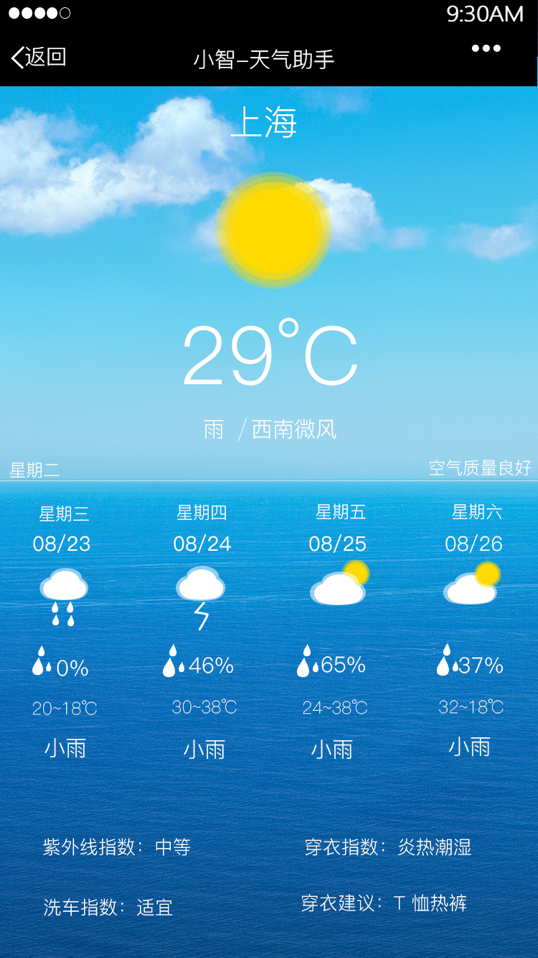 9:30AM
返回
小智-天气助手
上海
29°C
雨 /西南微风
星期二
空气质量良好
星期三 星期四 星期五 星期六
08/23 08/24 08/25 08/26
0% 46% 65% 37%
20~18℃ 30~38℃ 24~38℃ 32~18℃
小雨 小雨 小雨 小雨
紫外线指数：中等 穿衣指数：炎热潮湿
洗车指数：适宜 穿衣建议：T 恤热裤